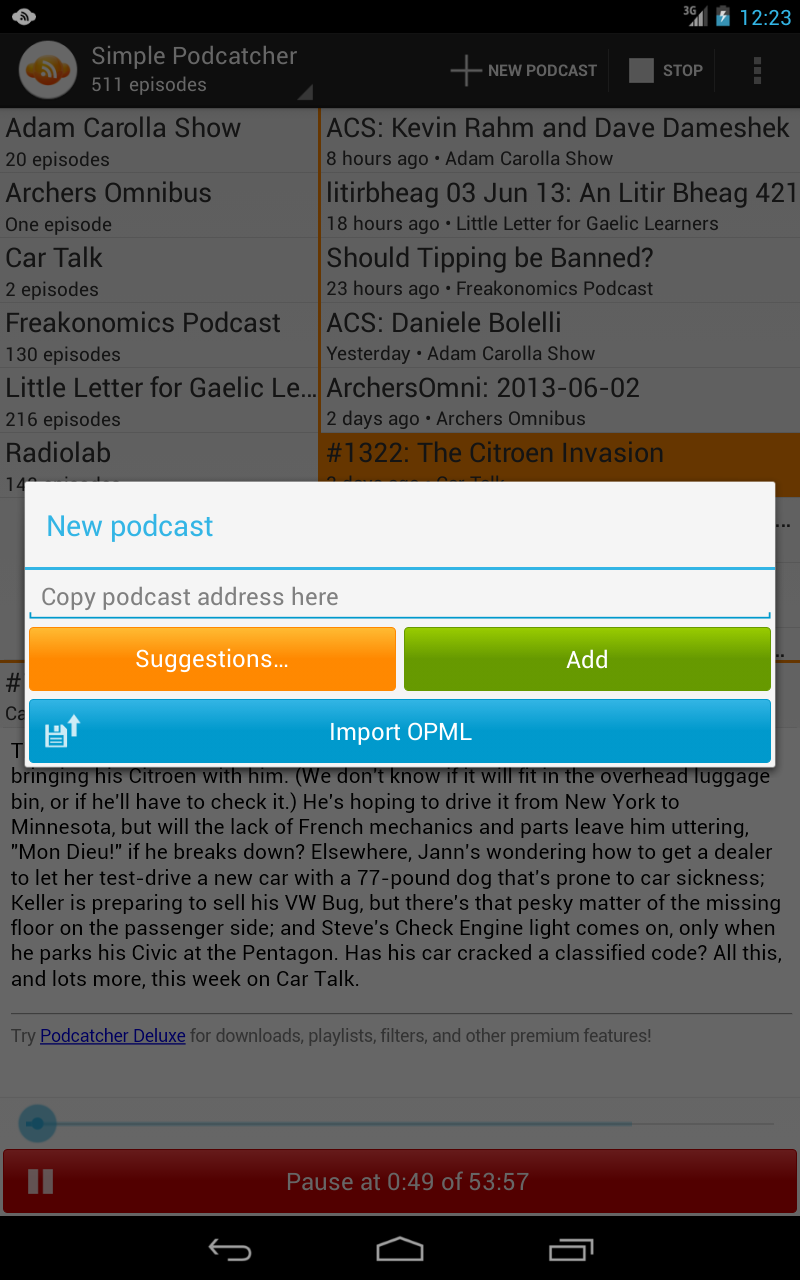 3G 12:23
Simple Podcatcher
511 episodes
NEW PODCAST
STOP
Adam Carolla Show
20 episodes
Archers Omnibus
One episode
Car Talk
2 episodes
Freakonomics Podcast
130 episodes
Little Letter for Gaelic Le...
216 episodes
Radiolab
episodes
ACS: Kevin Rahm and Dave Dameshek
8 hours ago • Adam Carolla Show
litirbheag 03 Jun 13: An Litir Bheag 421
18 hours ago • Little Letter for Gaelic Learners
Should Tipping be Banned?
23 hours ago • Freakonomics Podcast
ACS: Daniele Bolelli
Yesterday • Adam Carolla Show
ArchersOmni: 2013-06-02
2 days ago • Archers Omnibus
#1322: The Citroen Invasion
days ago • Car Talk
New podcast
Copy podcast address here
Suggestions...
Add
Import OPML
#
Ca
T
bringing his Citroen with him. (We don't know if it will fit in the overhead luggage
bin, or if he'll have to check it.) He's hoping to drive it from New York to
Minnesota, but will the lack of French mechanics and parts leave him uttering,
"Mon Dieu!" if he breaks down? Elsewhere, Jann's wondering how to get a dealer
to let her test-drive a new car with a 77-pound dog that's prone to car sickness;
Keller is preparing to sell his VW Bug, but there's that pesky matter of the missing
floor on the passenger side; and Steve's Check Engine light comes on, only when
he parks his Civic at the Pentagon. Has his car cracked a classified code? All this,
and lots more, this week on Car Talk.
Try Podcatcher Deluxe for downloads, playlists, filters, and other premium features!
Pause at 0:49 of 53:57